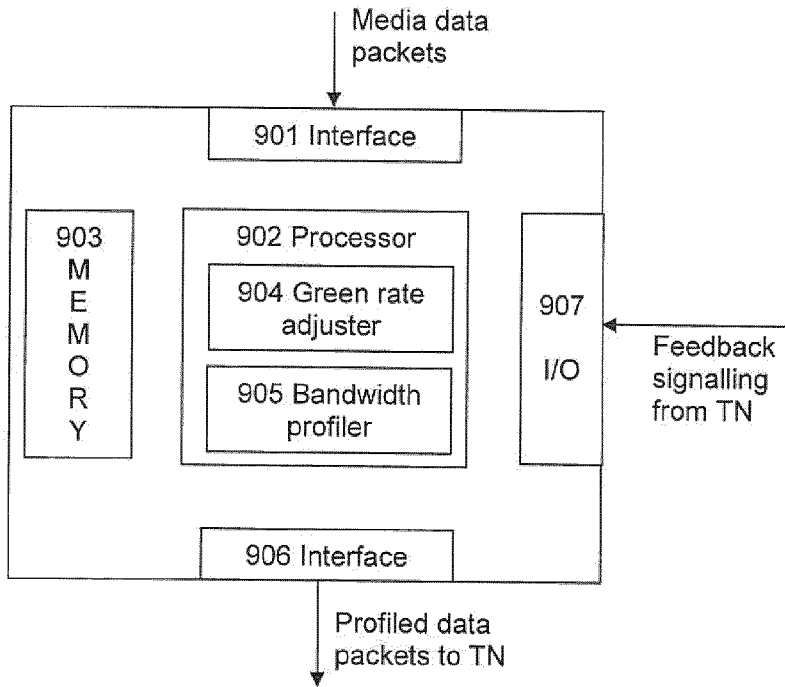 Media data
packets
901 Interface
903
M
E
M
O
R
Y
902 Processor
904 Green rate
adjuster
905 Bandwidth
profiler
907
I/O
Feedback
signalling
from TN
906 Interface
Profiled data
packets to TN